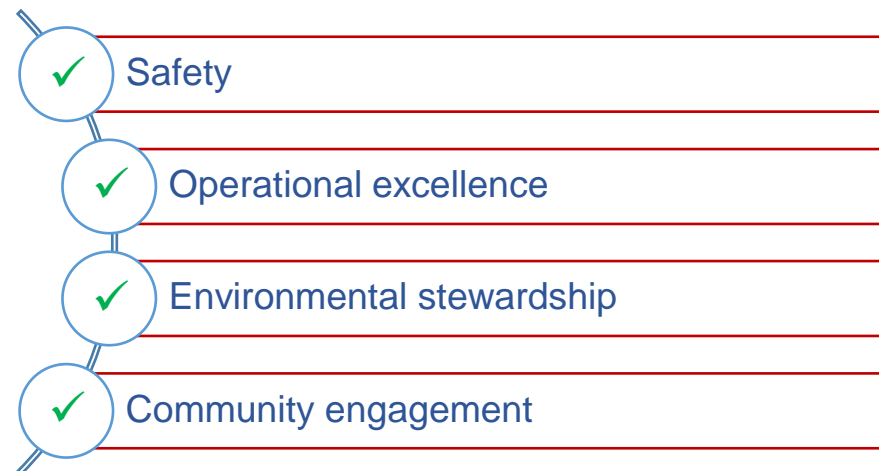 Safety
Operational excellence
Environmental stewardship
Community engagement